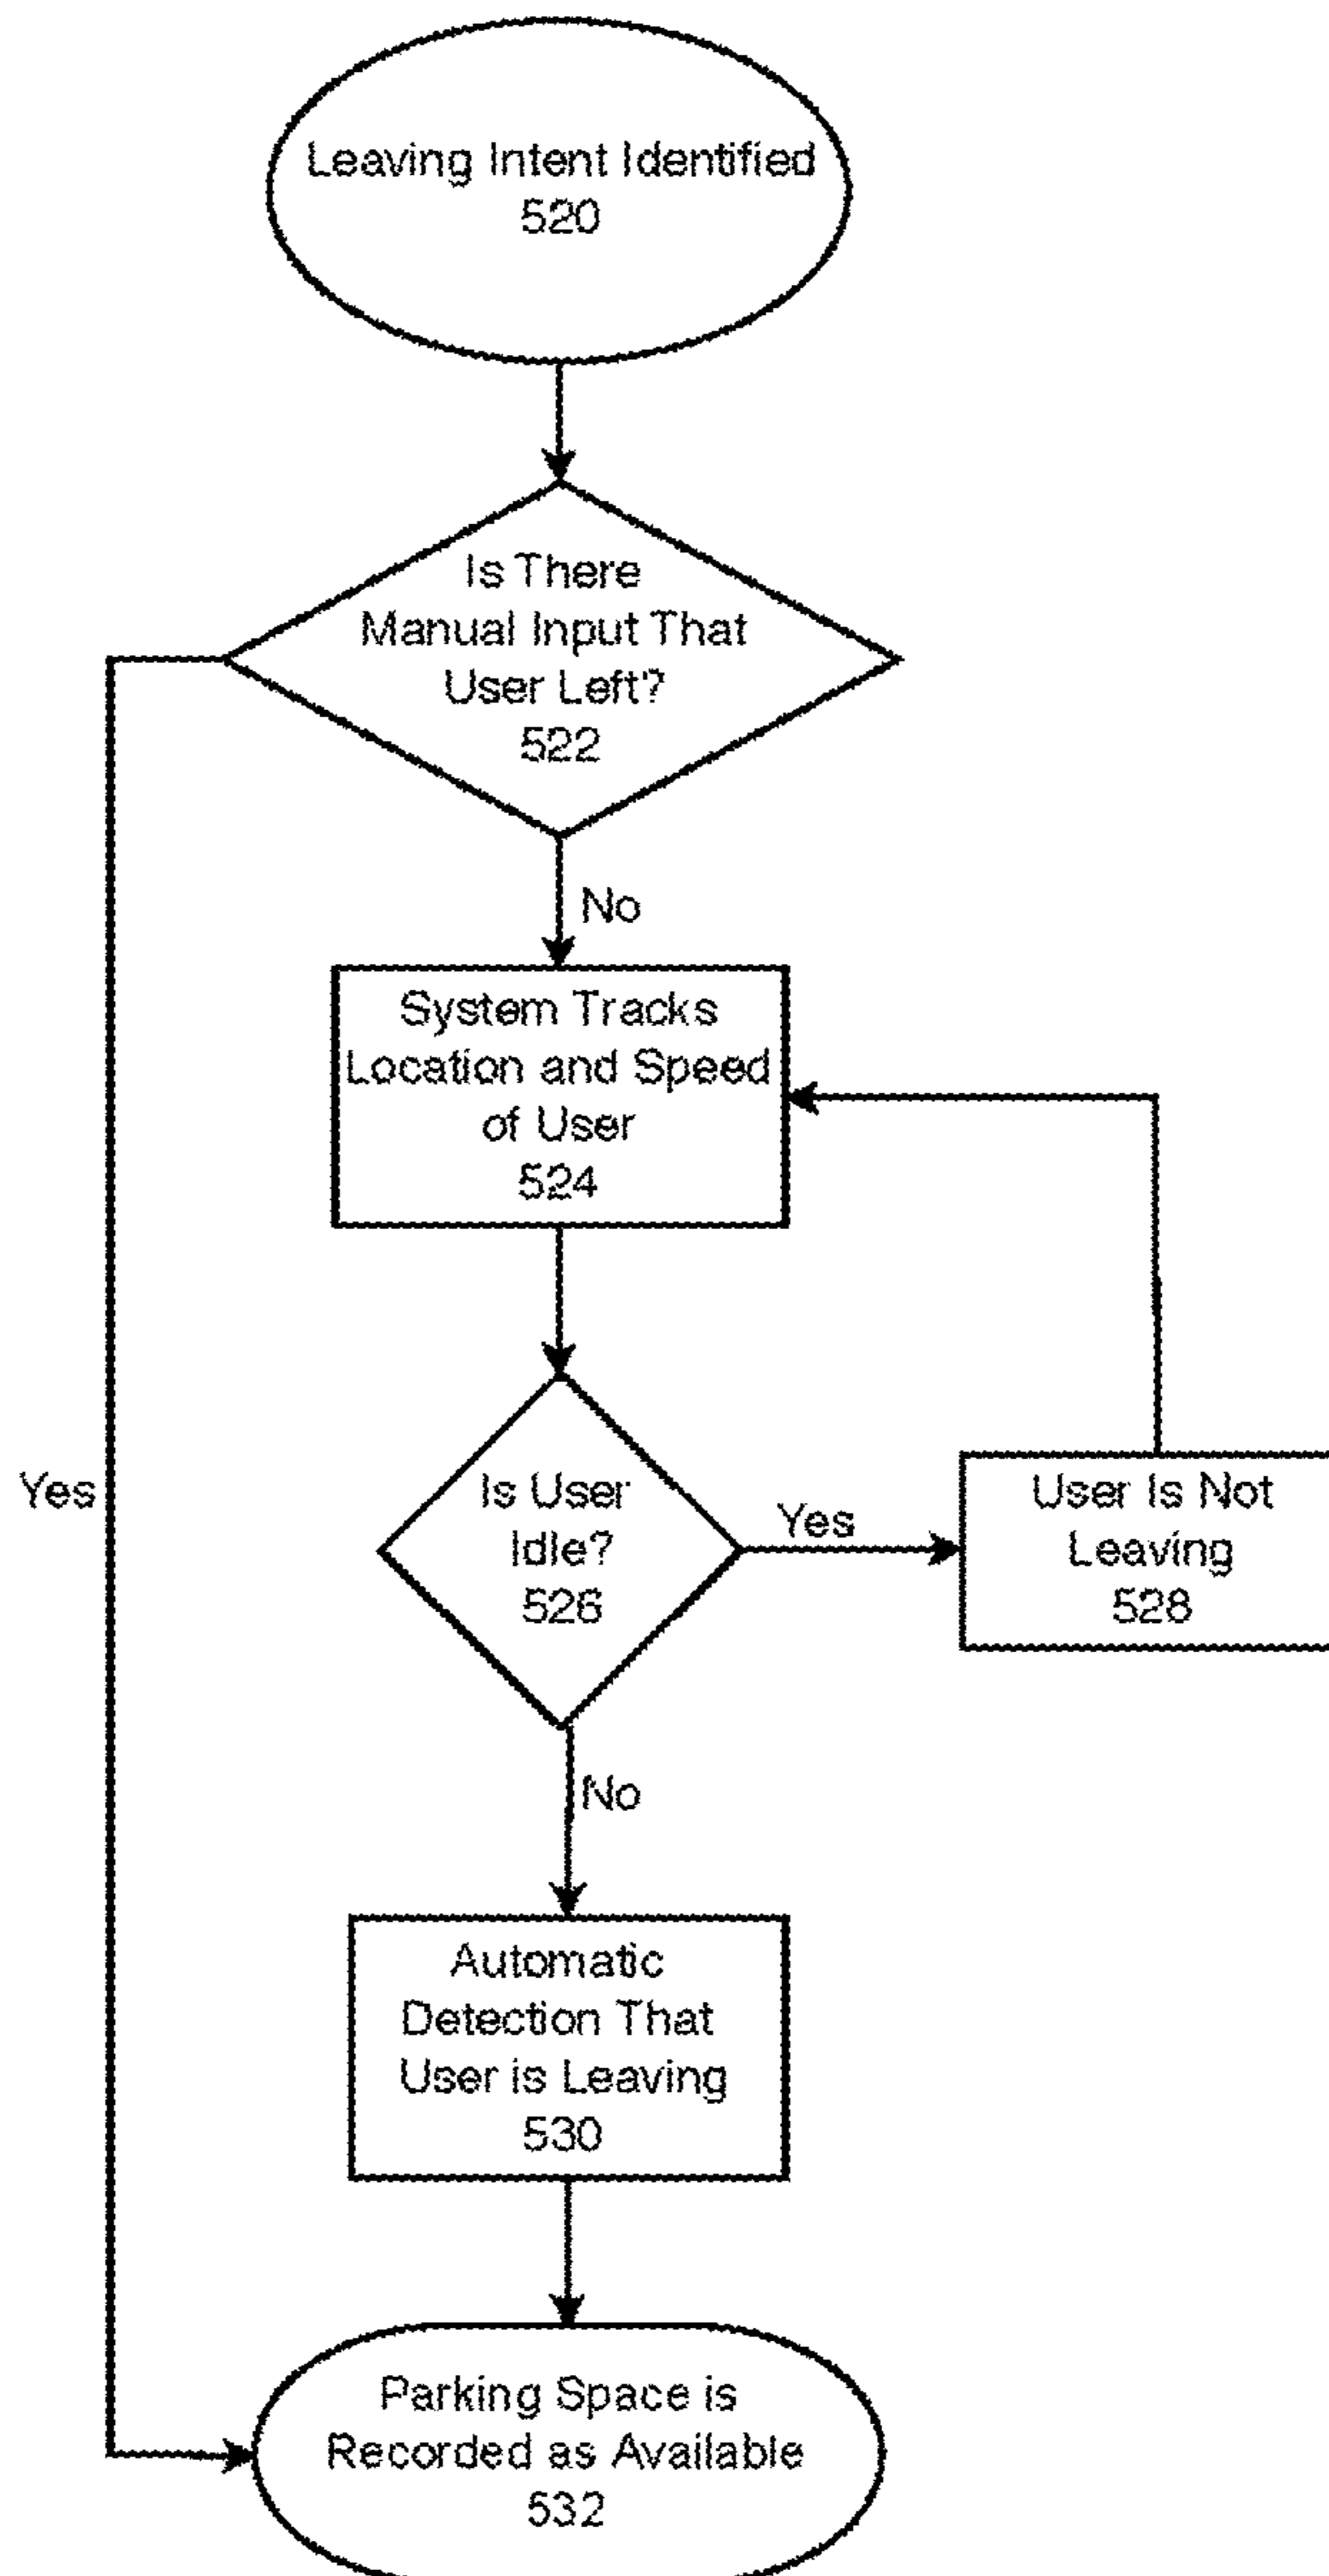 Leaving Intent Identified
520
Is There
Manual Input That
User Left?
522
No
System Tracks
Location and Speed
of User
524
Yes
Is User
Idle?
526
Yes
User Is Not
Leaving
528
No
Automatic
Detection That
User is Leaving
530
Parking Space is
Recorded as Available
532